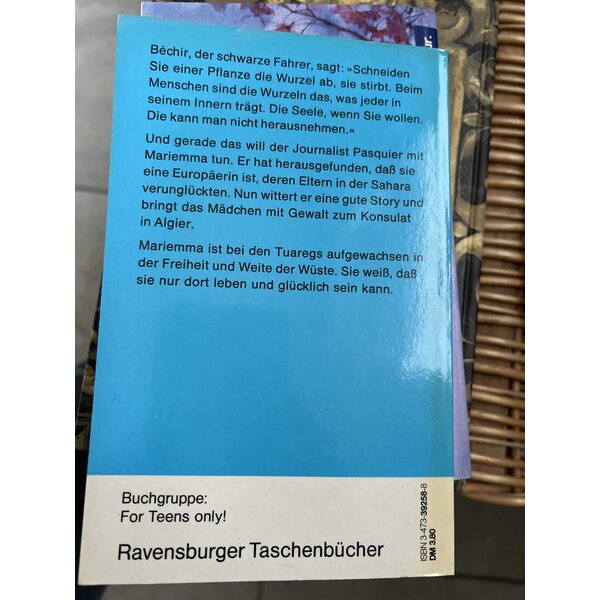 Béchir, der schwarze Fahrer, sagt: »Schneiden
Sie einer Pflanze die Wurzel ab, sie stirbt. Beim
Menschen sind die Wurzeln das, was jeder in
seinem Innern trägt. Die Seele, wenn Sie wollen.
Die kann man nicht herausnehmen.«
Und gerade das will der Journalist Pasquier mit
Mariemma tun. Er hat herausgefunden, daß sie
eine Europäerin ist, deren Eltern in der Sahara
verunglückten. Nun wittert er eine gute Story und
bringt das Mädchen mit Gewalt zum Konsulat
in Algier.
Mariemma ist bei den Tuaregs aufgewachsen in
der Freiheit und Weite der Wüste. Sie weiß, daß
sie nur dort leben und glücklich sein kann.
Buchgruppe:
For Teens only!
Ravensburger Taschenbücher
ISBN 3-473-39258-8
DM 3.80